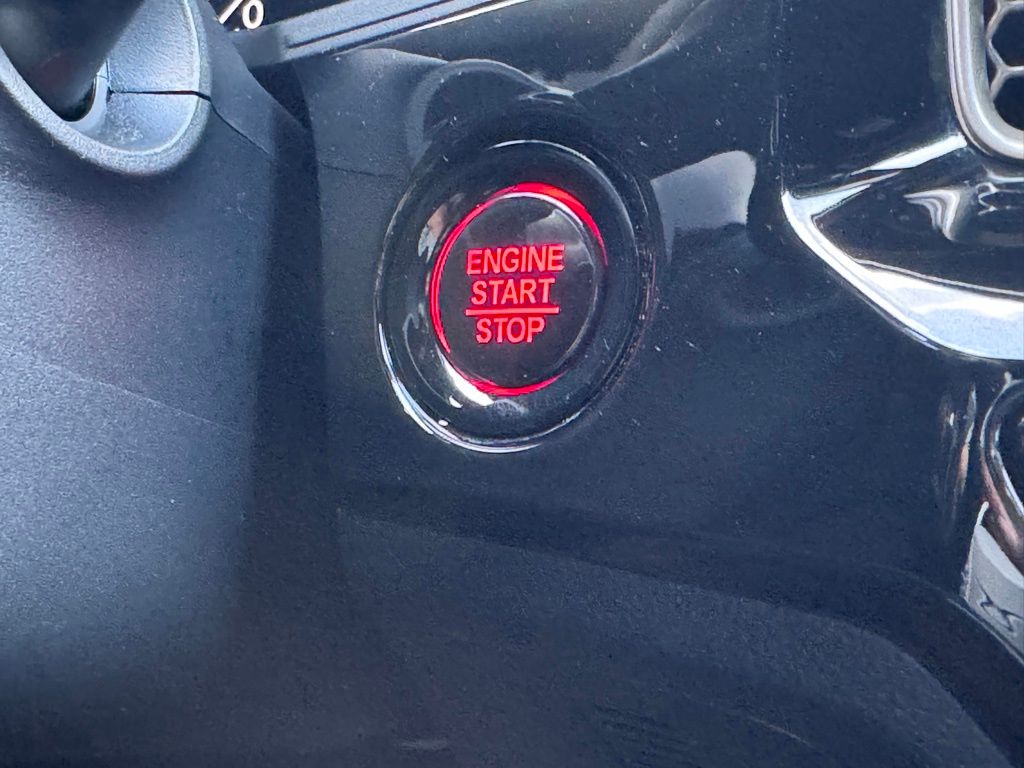 %
ENGINE
START
STOP